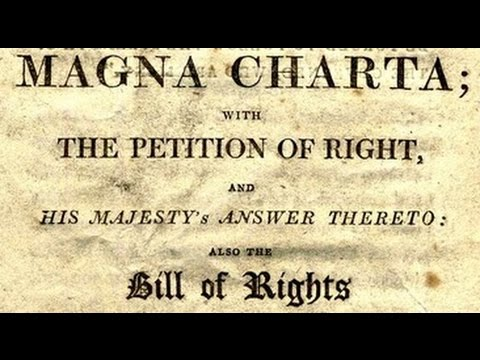 MAGNA CHARTA;
WITH
THE PETITION OF RIGHT,
AND
HIS MAJESTY's ANSWER THERETO:
ALSO THE
Bill of Rights